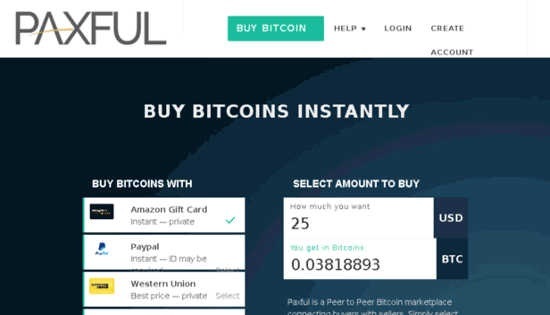 PAXFUL
BUY BITCOIN HELP LOGIN CREATE
ACCOUNT
BUY BITCOINS INSTANTLY
BUY BITCOINS WITH
SELECT AMOUNT TO BUY
Amazon Gift Card
Instant — private
Paypal
Instant — ID may be
required Select
Western Union
Best price — private Select
How much you want
25 USD
You get in Bitcoins
0.03818893 BTC
Paxful is a Peer to Peer Bitcoin marketplace
connecting buyers with sellers. Simply select